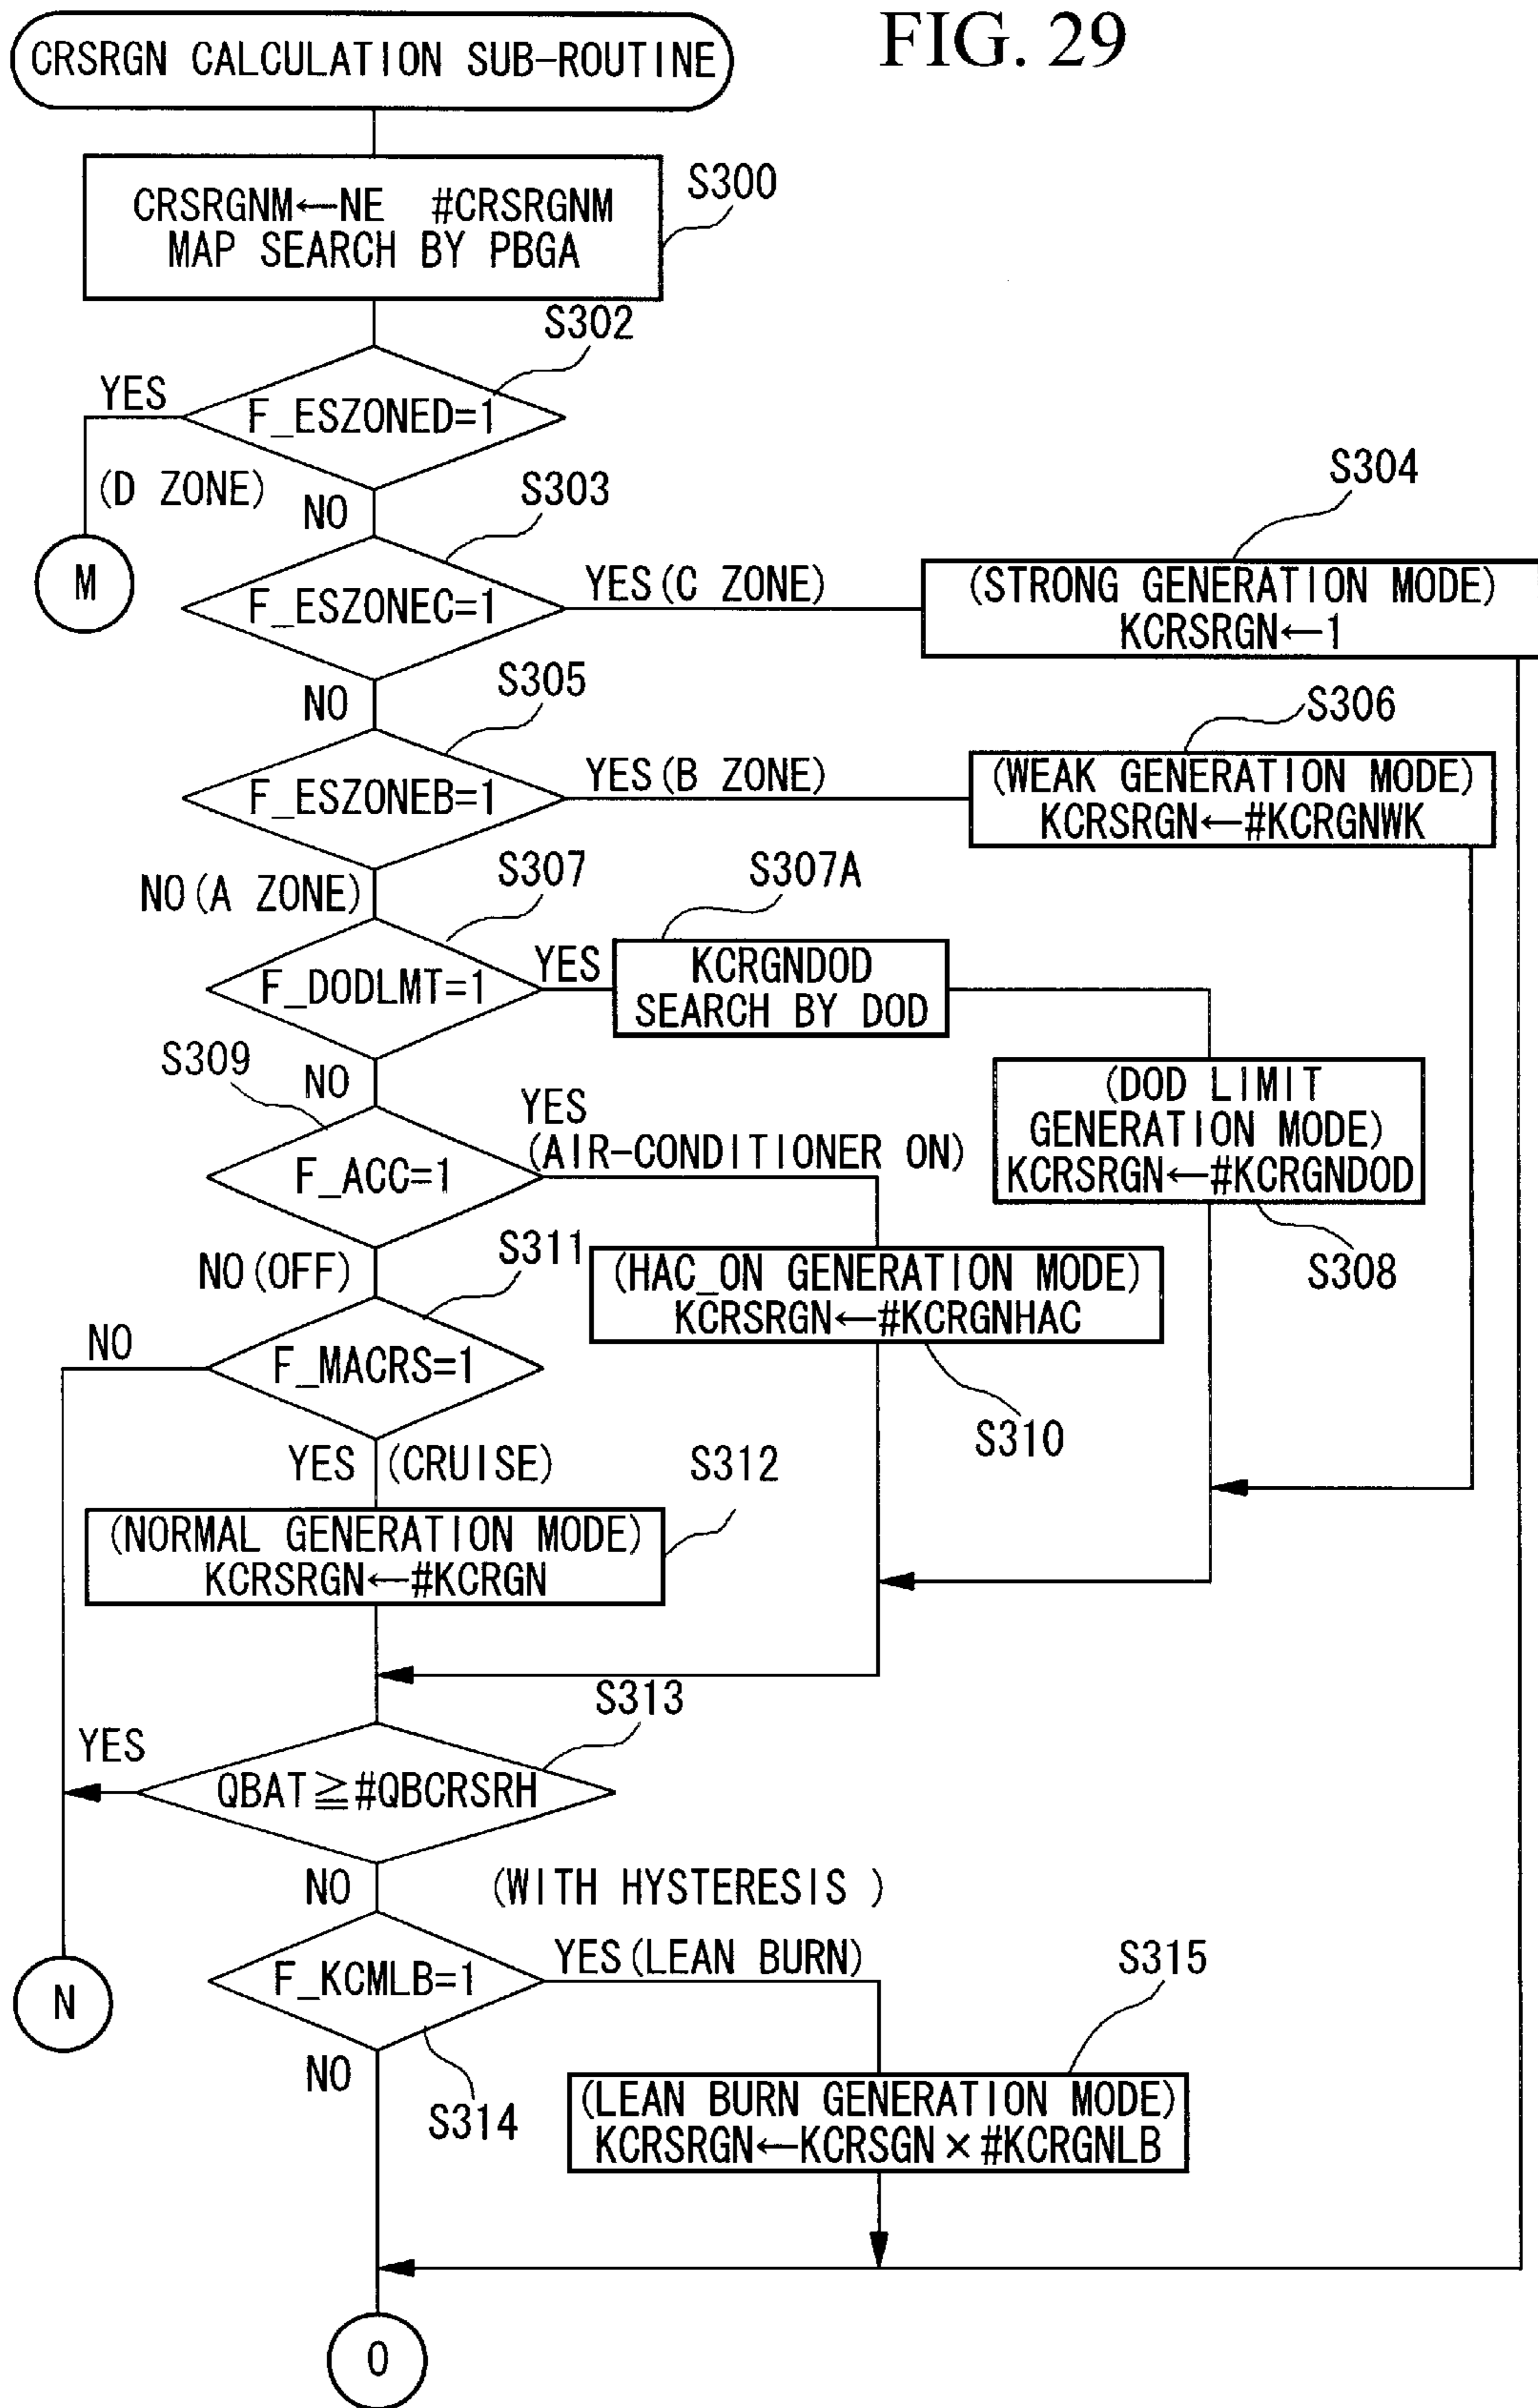 FIG. 29
CRSRGN CALCULATION SUB-ROUTINE
S300
CRSRGNM←NE #CRSRGNM
MAP SEARCH BY PBGA
S302
YES
F_ESZONED=1
(D ZONE)
NO
M
S303
F_ESZONEC=1
YES(C ZONE)
S304
(STRONG GENERATION MODE)
KCRSRGN←1
NO
S305
F_ESZONEB=1
YES(B ZONE)
S306
(WEAK GENERATION MODE)
KCRSRGN←#KCRGNWK
NO(A ZONE)
S307
F_DODLMT=1
YES
S307A
KCRGNDOD
SEARCH BY DOD
NO
(DOD LIMIT
GENERATION MODE)
KCRSRGN←#KCRGNDOD
S308
S309
F_ACC=1
YES
(AIR-CONDITIONER ON)
(HAC_ON GENERATION MODE)
KCRSRGN←#KCRGNHAC
S310
NO(OFF)
S311
NO
F_MACRS=1
YES (CRUISE)
S312
(NORMAL GENERATION MODE)
KCRSRGN←#KCRGN
S313
YES
QBAT≧#QBCRSRH
NO
(WITH HYSTERESIS )
N
F_KCMLB=1
YES(LEAN BURN)
S315
NO
S314
(LEAN BURN GENERATION MODE)
KCRSRGN←KCRSGN×#KCRGNLB
O